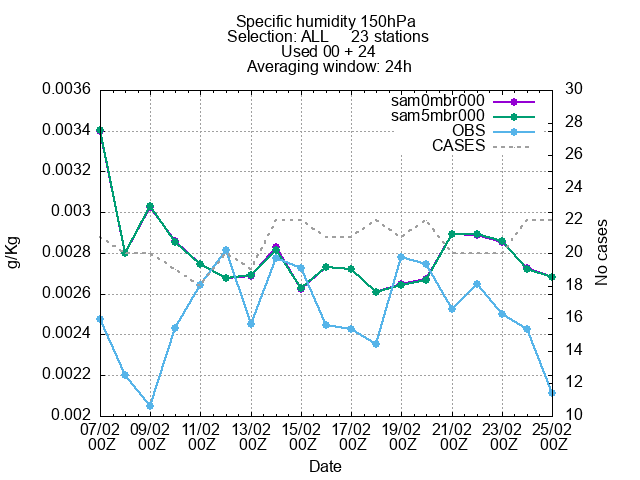 Specific humidity 150hPa
Selection: ALL 23 stations
Used 00 + 24
Averaging window: 24h
sam0mbr000
sam5mbr000
OBS
CASES
0.0036
0.0034
0.0032
0.003
0.0028
0.0026
0.0024
0.0022
0.002
g/Kg
30
28
26
24
22
20
18
16
14
12
10
No cases
07/02 09/02 11/02 13/02 15/02 17/02 19/02 21/02 23/02 25/02
00Z 00Z 00Z 00Z 00Z 00Z 00Z 00Z 00Z 00Z
Date